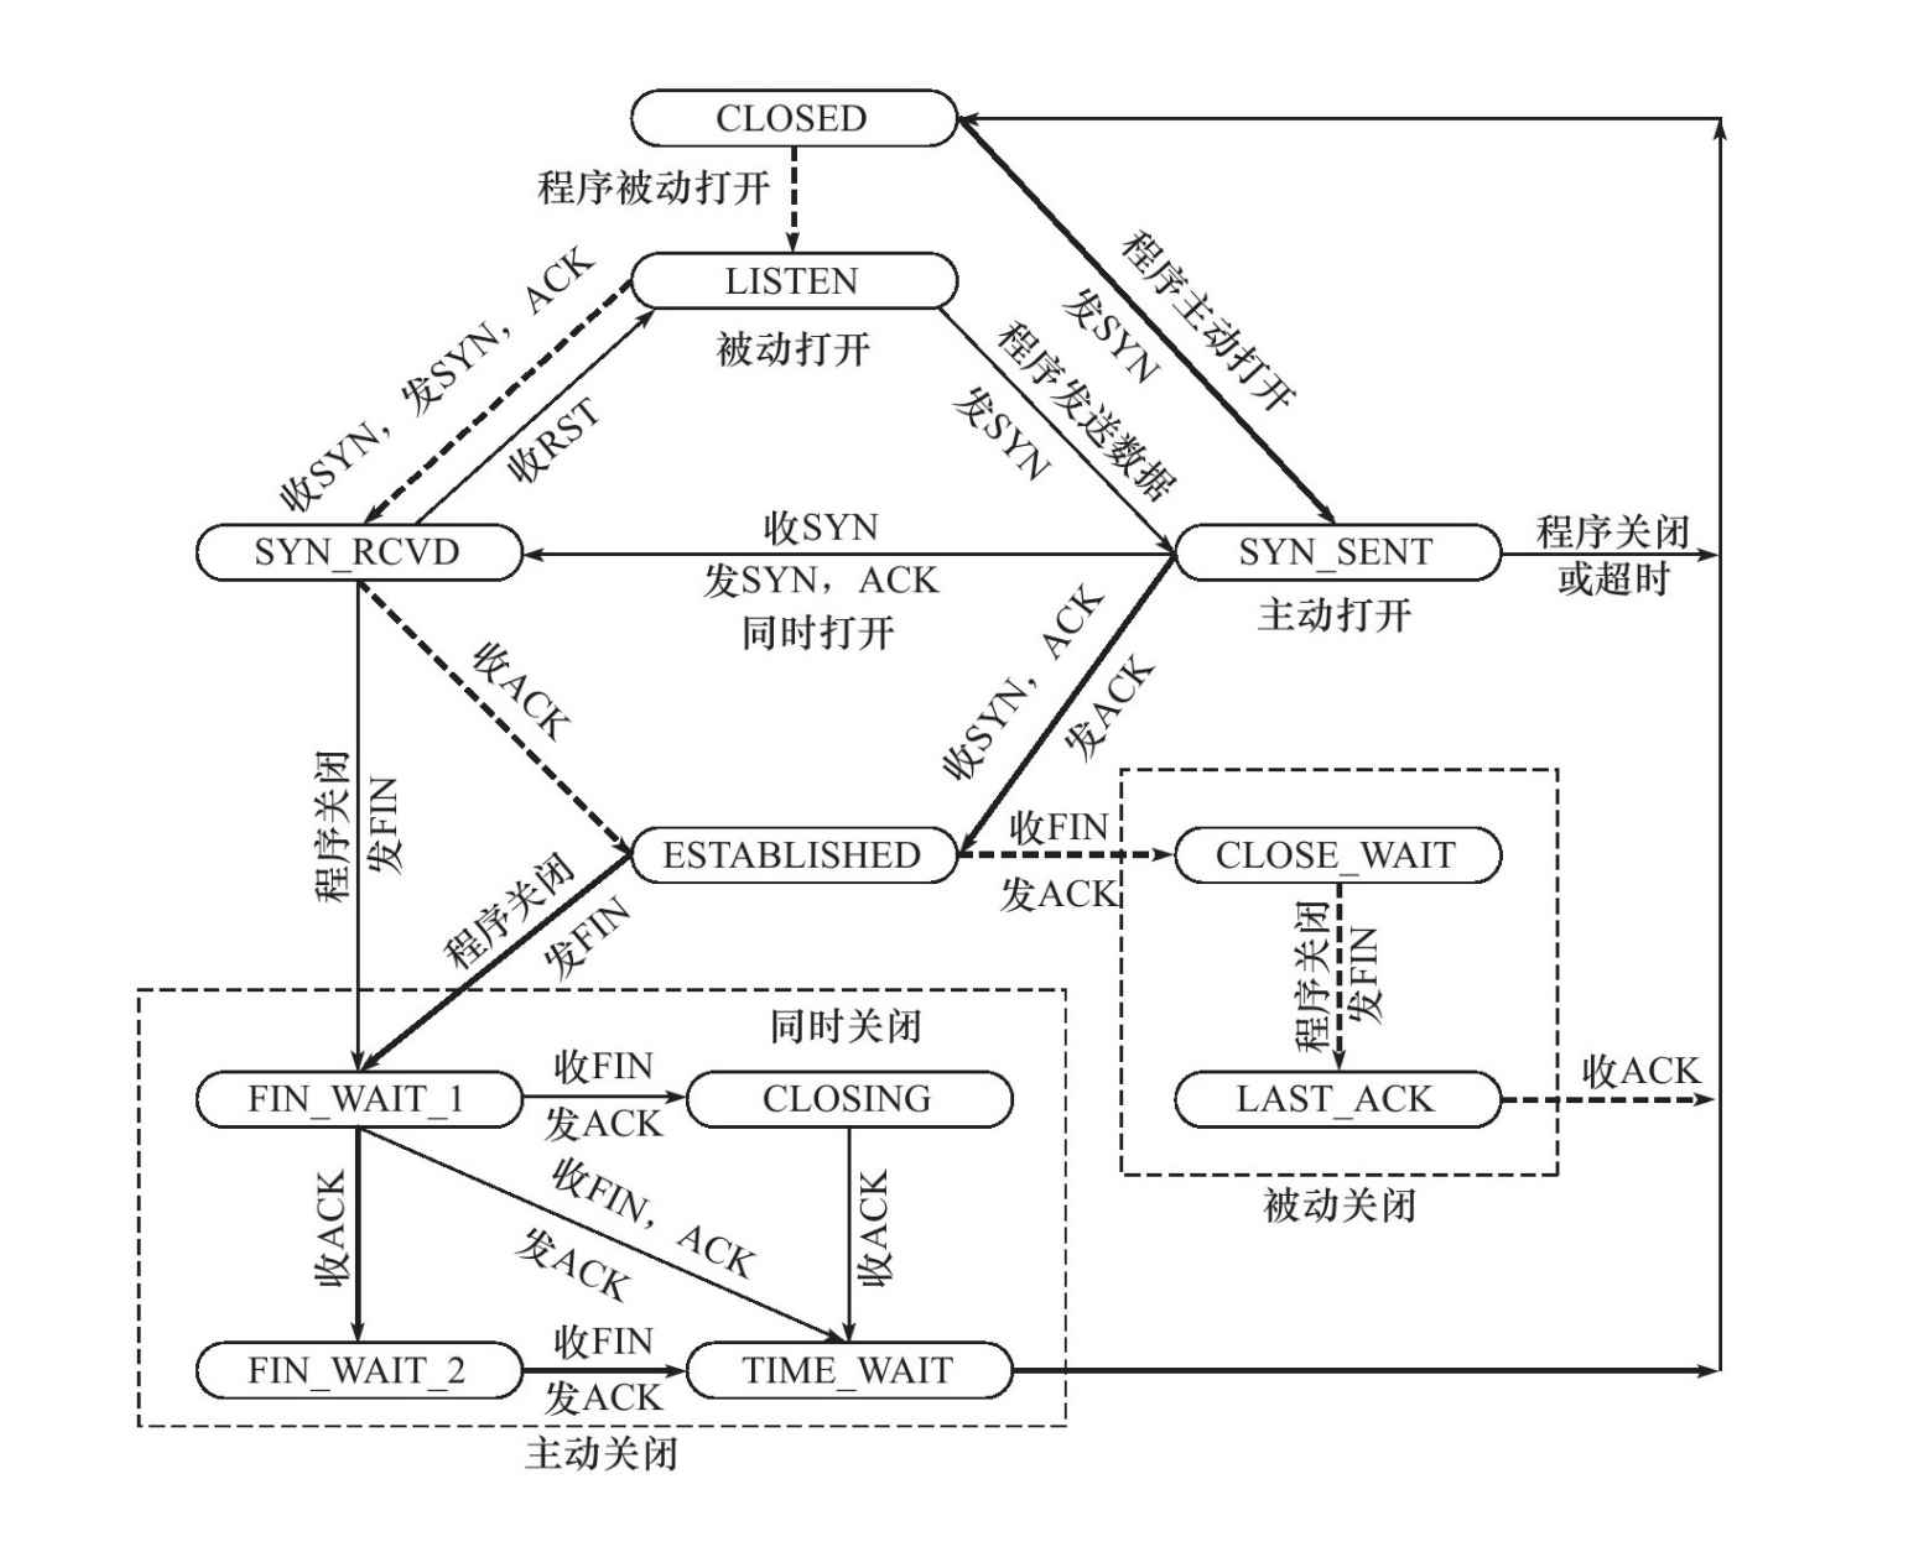 CLOSED
程序被动打开
LISTEN
被动打开
收SYN，发SYN，ACK
收RST
程序主动打开
发SYN
程序发送数据
发SYN
SYN_RCVD
收SYN
发SYN，ACK
同时打开
SYN_SENT
主动打开
程序关闭
或超时
收ACK
收SYN，ACK
发ACK
程序关闭
发FIN
ESTABLISHED
收FIN
发ACK
CLOSE_WAIT
程序关闭
发FIN
程序关闭
发FIN
LAST_ACK
收ACK
被动关闭
同时关闭
FIN_WAIT_1
收FIN
发ACK
CLOSING
收ACK
收FIN，ACK
发ACK
收ACK
FIN_WAIT_2
收FIN
发ACK
TIME_WAIT
主动关闭